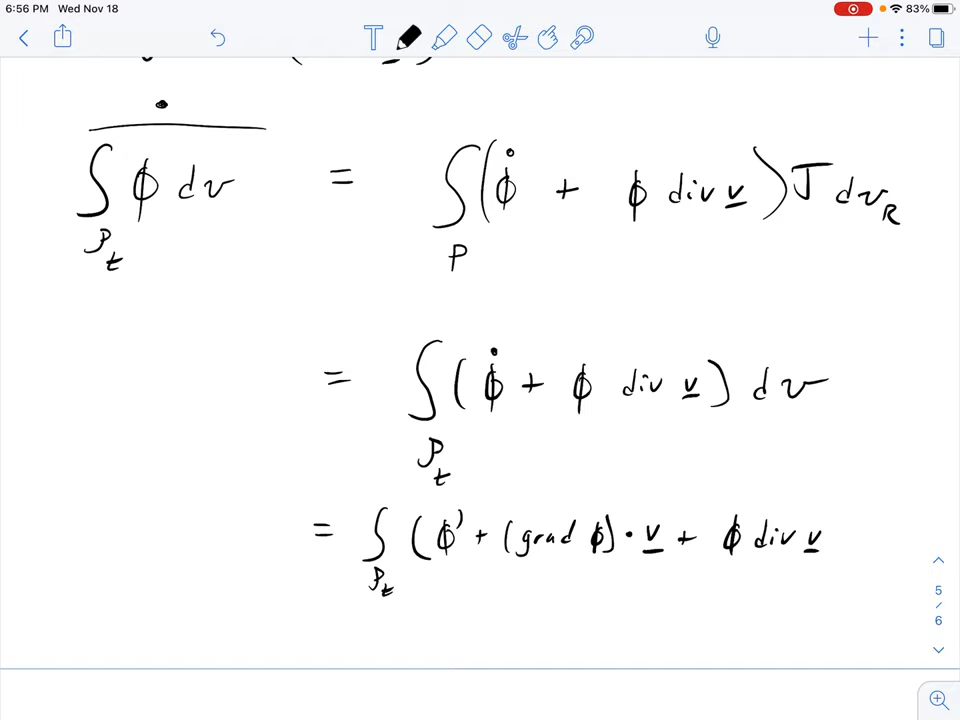 6:56 PM Wed Nov 18 83%
T
∫_{𝒫_t} φ dv ‾˙ = ∫_P (φ̇ + φ div v̲) J dv_R
= ∫_{𝒫_t} (φ̇ + φ div v̲) dv
= ∫_{𝒫_t} (φ' + (grad φ) · v̲ + φ div v̲
5
/
6